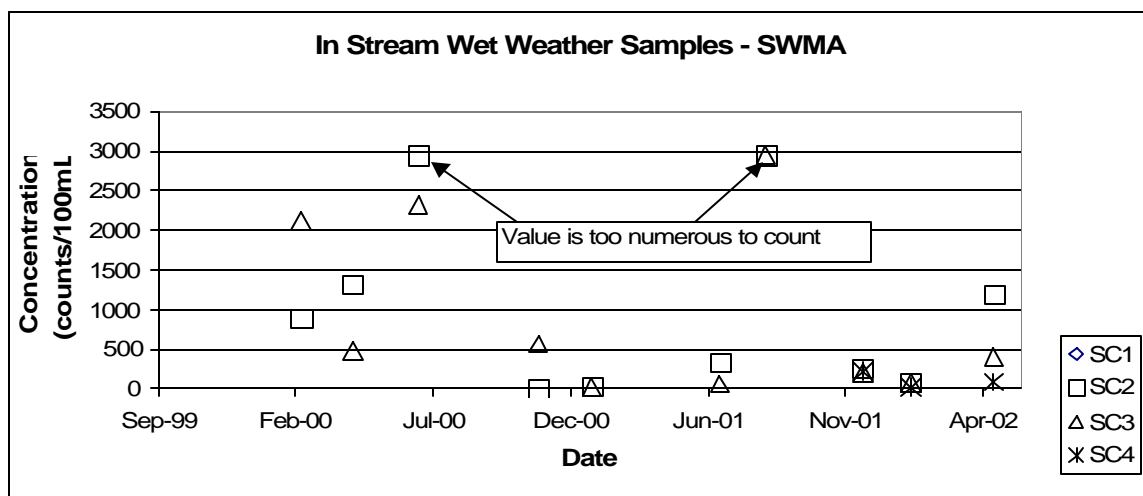 In Stream Wet Weather Samples - SWMA
Concentration
(counts/100mL
3500
3000
2500
2000
1500
1000
500
0
Value is too numerous to count
Sep-99 Feb-00 Jul-00 Dec-00 Jun-01 Nov-01 Apr-02
Date
SC1
SC2
SC3
SC4